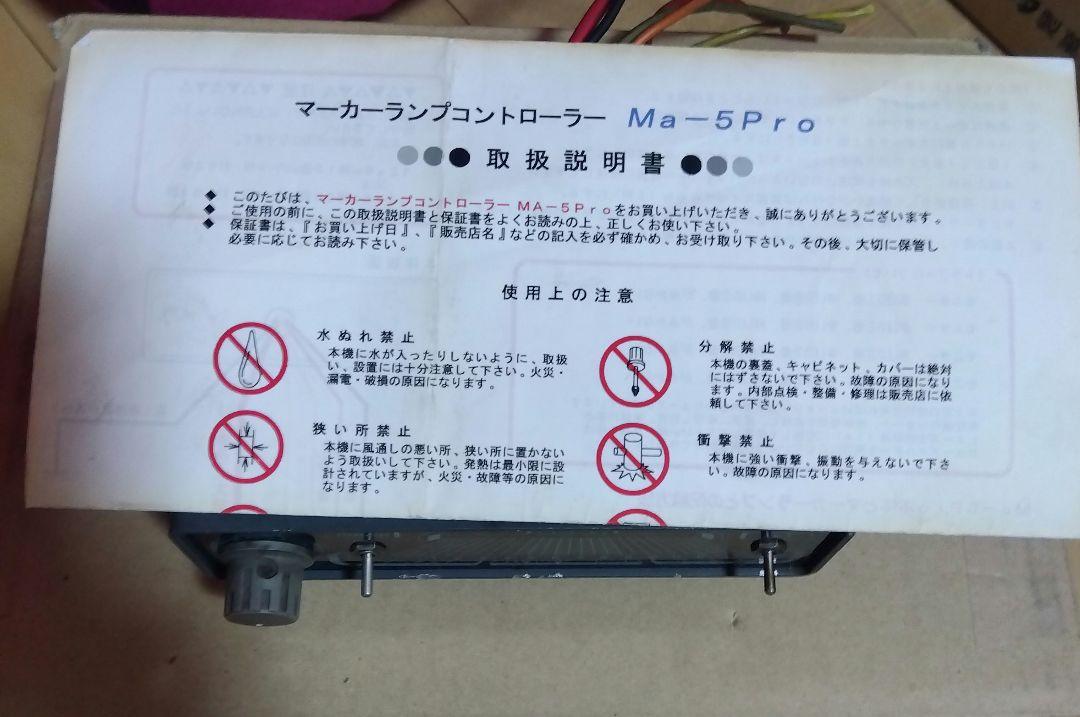 マーカーランプコントローラー Ma－5Pro
取扱説明書
◆ このたびは、マーカーランプコントローラー MA－5Proをお買い上げいただき、誠にありがとうございます。
◆ ご使用の前に、この取扱説明書と保証書をよくお読みの上、正しくお使い下さい。
◆ 保証書は、『お買い上げ日』、『販売店名』などの記入を必ず確かめ、お受け取り下さい。その後、大切に保管し
必要に応じてお読み下さい。
使用上の注意
水ぬれ禁止
本機に水が入ったりしないように、取扱
い、設置には十分注意して下さい。火災・
漏電・破損の原因になります。
分解禁止
本機の裏蓋、キャビネット、カバーは絶対
にはずさないで下さい。故障の原因になり
ます。内部点検・整備・修理は販売店に依
頼して下さい。
狭い所禁止
本機に風通しの悪い所、狭い所に置かない
よう取扱いして下さい。発熱は最小限に設
計されていますが、火災・故障等の原因に
なります。
衝撃禁止
本機に強い衝撃、振動を与えないで下さ
い。故障の原因になります。